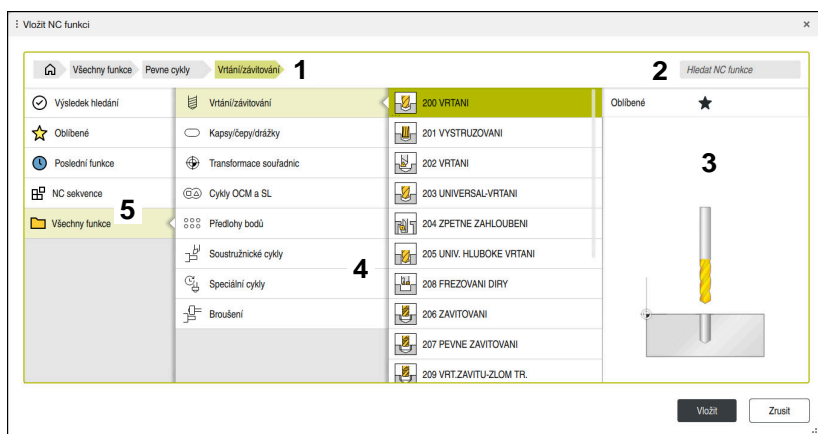 Vložit NC funkci
×
Všechny funkce Pevne cykly Vrtání/závitování 1 2 Hledat NC funkce
Výsledek hledání
Oblíbené
Poslední funkce
NC sekvence
5
Všechny funkce
Vrtání/závitování
Kapsy/čepy/drážky
Transformace souřadnic
Cykly OCM a SL
Předlohy bodů
Soustružnické cykly
4
Speciální cykly
Broušení
200 VRTANI
201 VYSTRUZOVANI
202 VRTANI
203 UNIVERSAL-VRTANI
204 ZPETNE ZAHLOUBENI
205 UNIV. HLUBOKE VRTANI
208 FREZOVANI DIRY
206 ZAVITOVANI
207 PEVNE ZAVITOVANI
209 VRT.ZAVITU-ZLOM TR.
Oblíbené
3
Vložit Zrusit